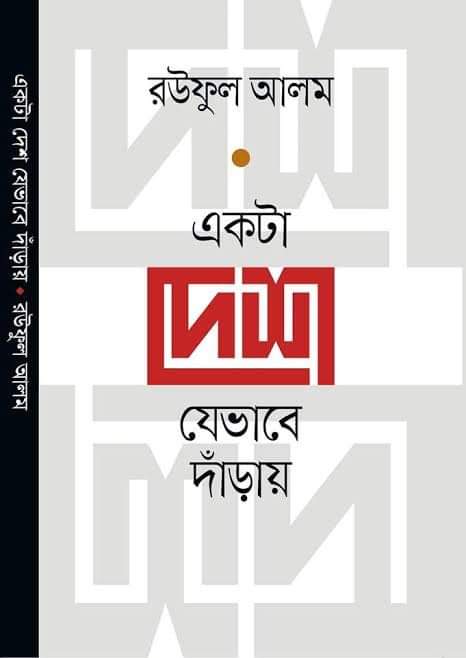 রউফুল আলম
একটা
দেশ
যেভাবে
দাঁড়ায়
একটা দেশ যেভাবে দাঁড়ায় ♦ রউফুল আলম